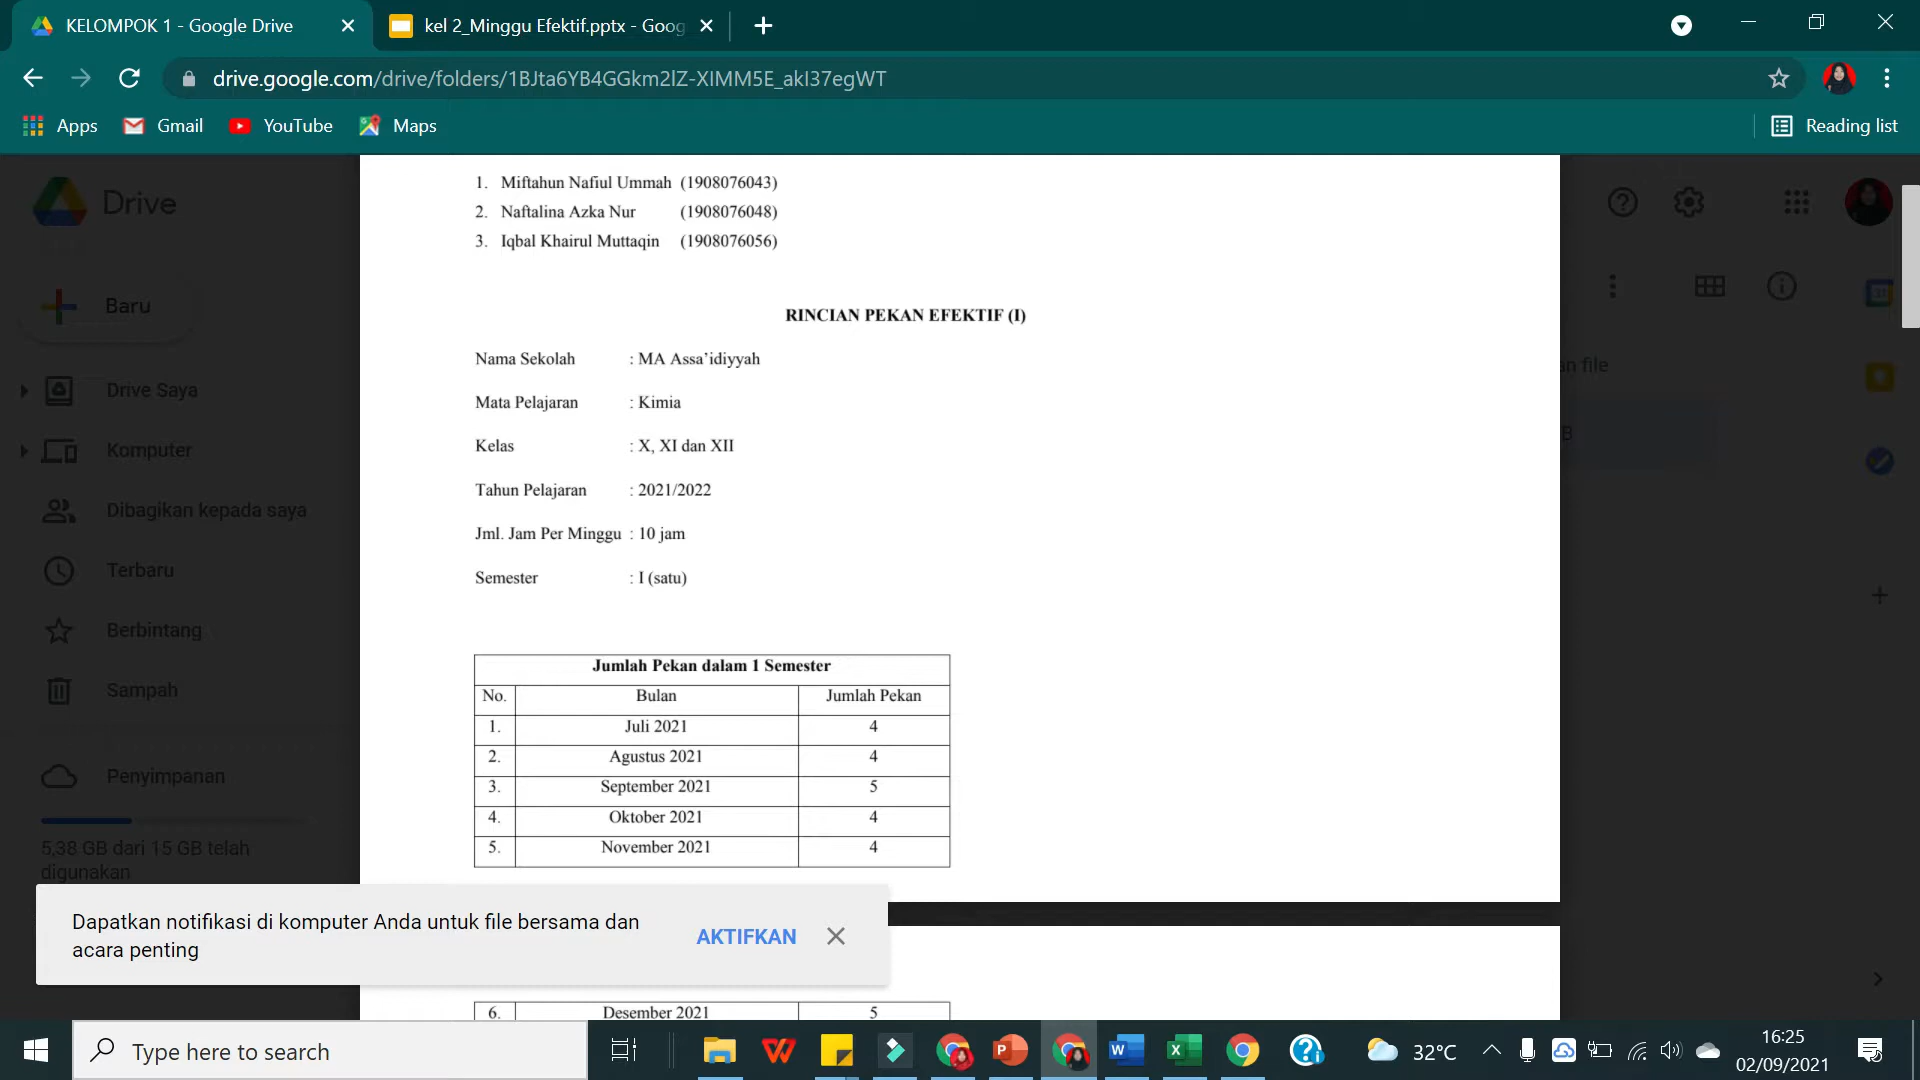 KELOMPOK 1 - Google Drive
kel 2_Minggu Efektif.pptx - Goog
drive.google.com/drive/folders/1BJta6YB4GGkm2lZ-XIMM5E_akI37egWT
Apps
Gmail
YouTube
Maps
Reading list
Drive
Baru
Drive Saya
Komputer
Dibagikan kepada saya
Terbaru
Berbintang
Sampah
Penyimpanan
5,38 GB dari 15 GB telah
digunakan
1. Miftahun Nafiul Ummah (1908076043)
2. Naftalina Azka Nur (1908076048)
3. Iqbal Khairul Muttaqin (1908076056)
RINCIAN PEKAN EFEKTIF (I)
Nama Sekolah : MA Assa’idiyyah
Mata Pelajaran : Kimia
Kelas : X, XI dan XII
Tahun Pelajaran : 2021/2022
Jml. Jam Per Minggu : 10 jam
Semester : I (satu)
Jumlah Pekan dalam 1 Semester
No. Bulan Jumlah Pekan
1. Juli 2021 4
2. Agustus 2021 4
3. September 2021 5
4. Oktober 2021 4
5. November 2021 4
6. Desember 2021 5
an file
B
31
Dapatkan notifikasi di komputer Anda untuk file bersama dan
acara penting
AKTIFKAN
Type here to search
32°C
16:25
02/09/2021